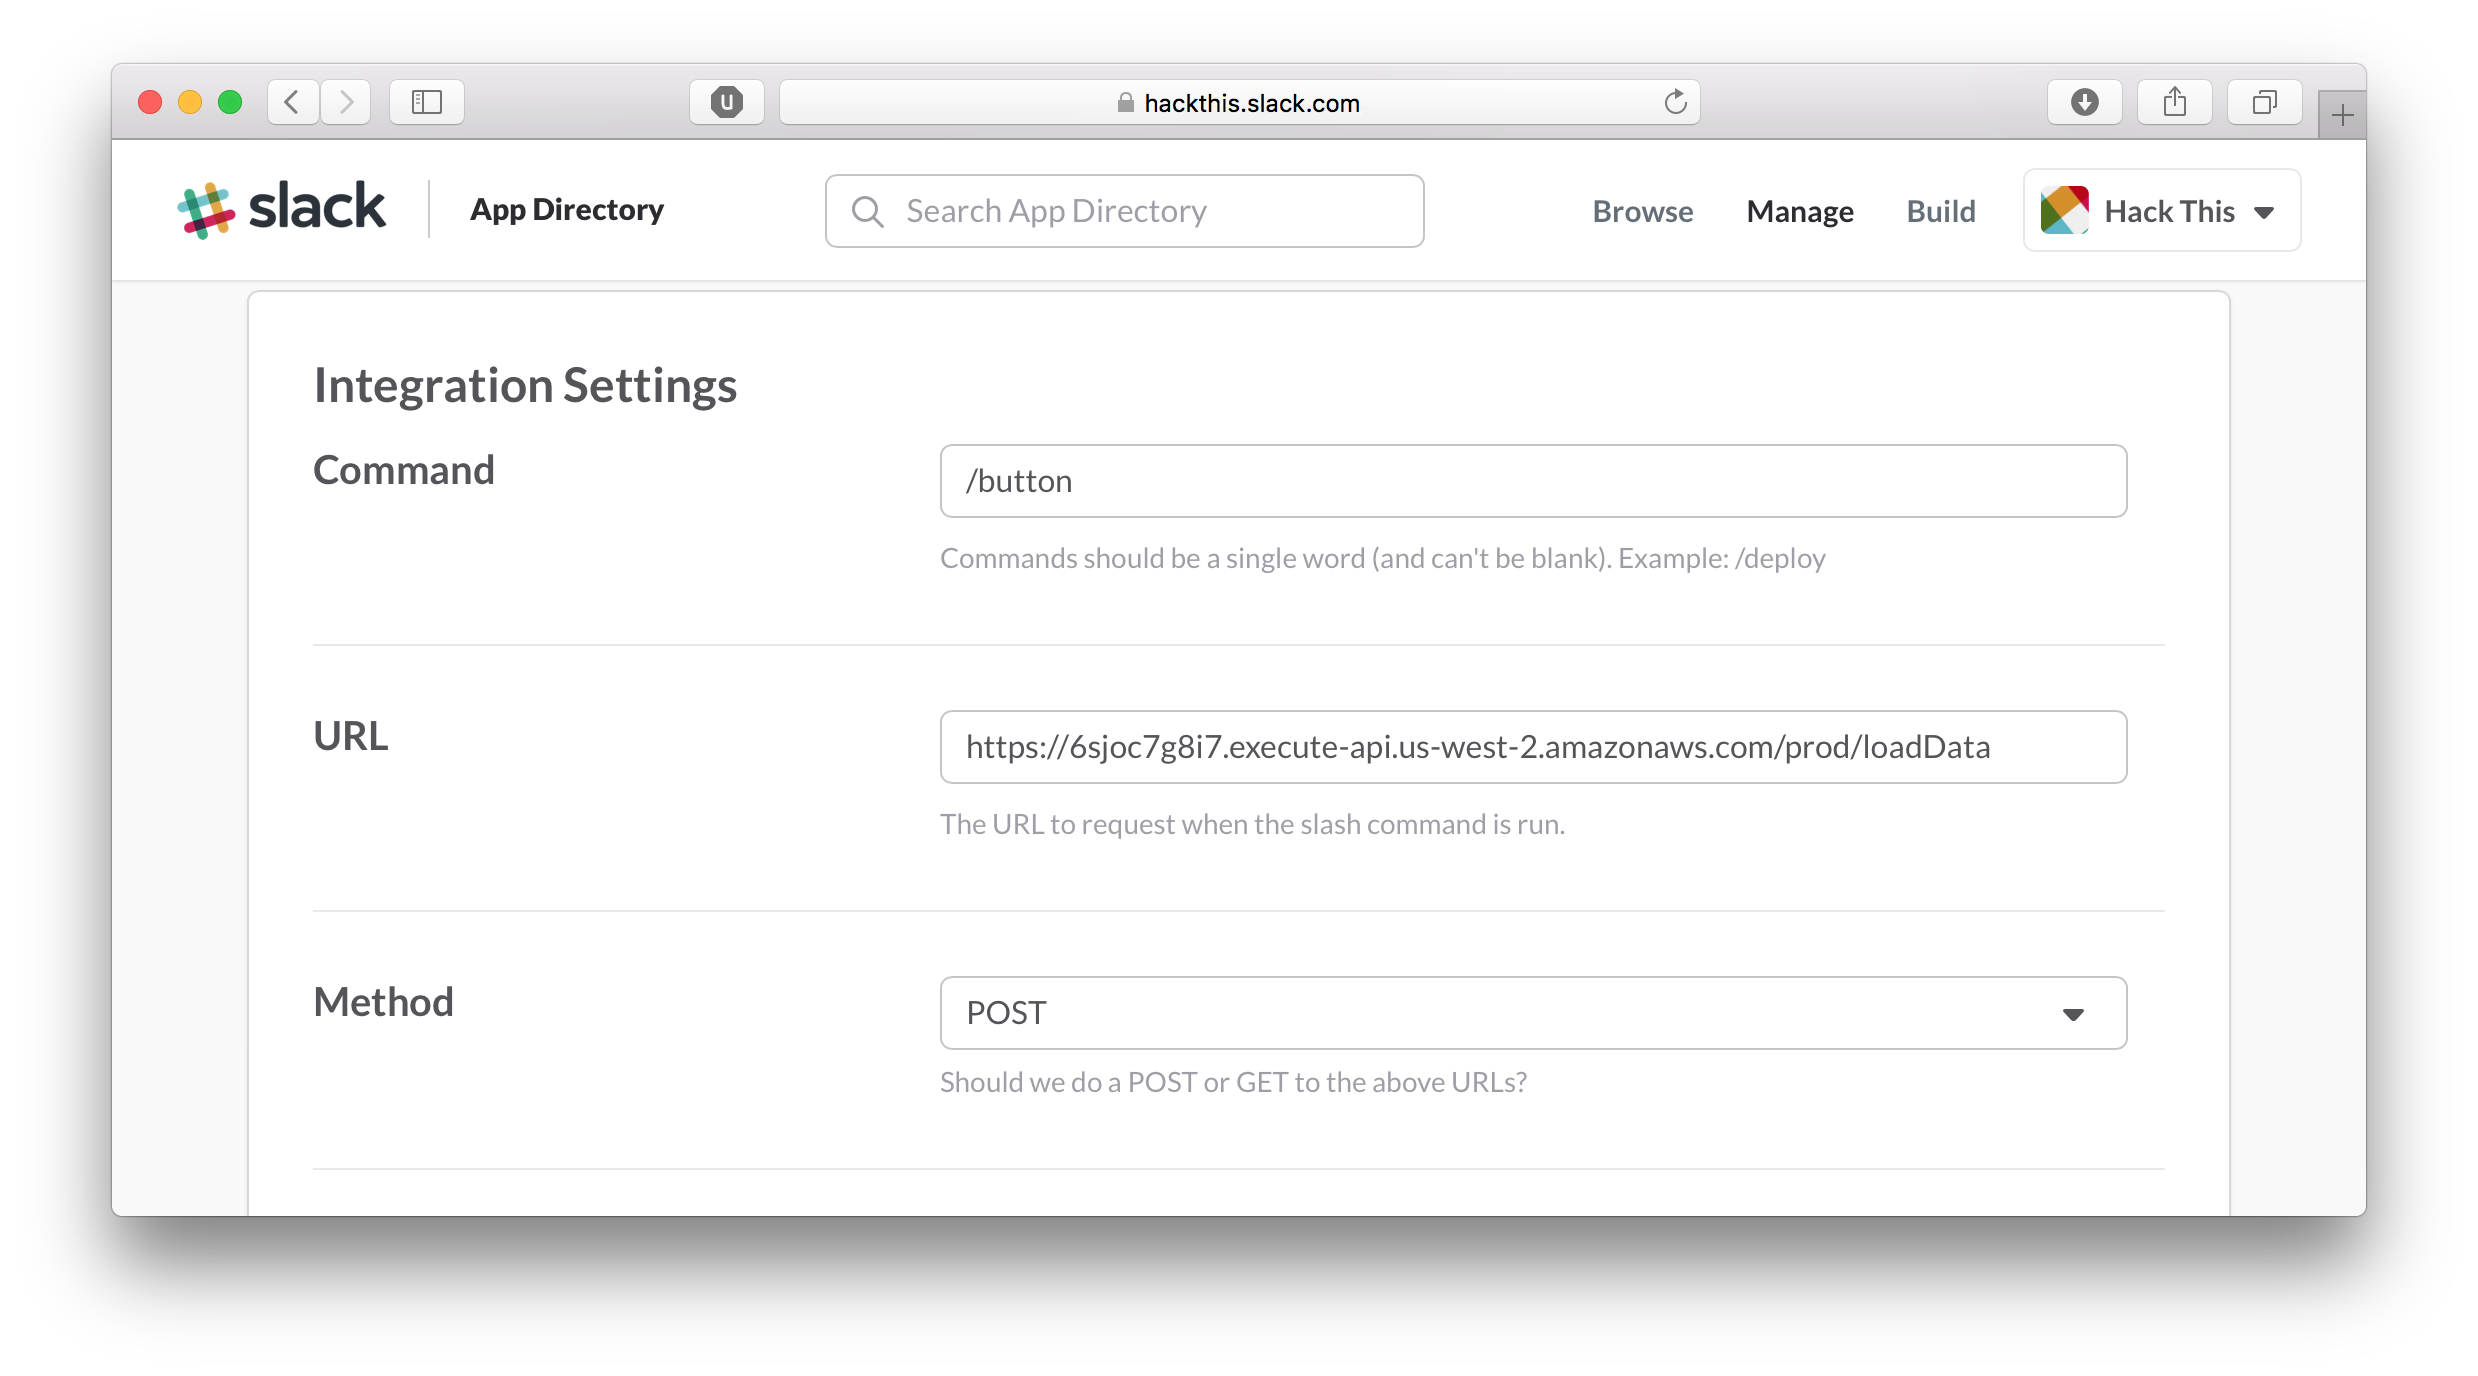 hackthis.slack.com
slack
App Directory
Search App Directory
Browse
Manage
Build
Hack This
Integration Settings
Command
/button
Commands should be a single word (and can't be blank). Example: /deploy
URL
https://6sjoc7g8i7.execute-api.us-west-2.amazonaws.com/prod/loadData
The URL to request when the slash command is run.
Method
POST
Should we do a POST or GET to the above URLs?